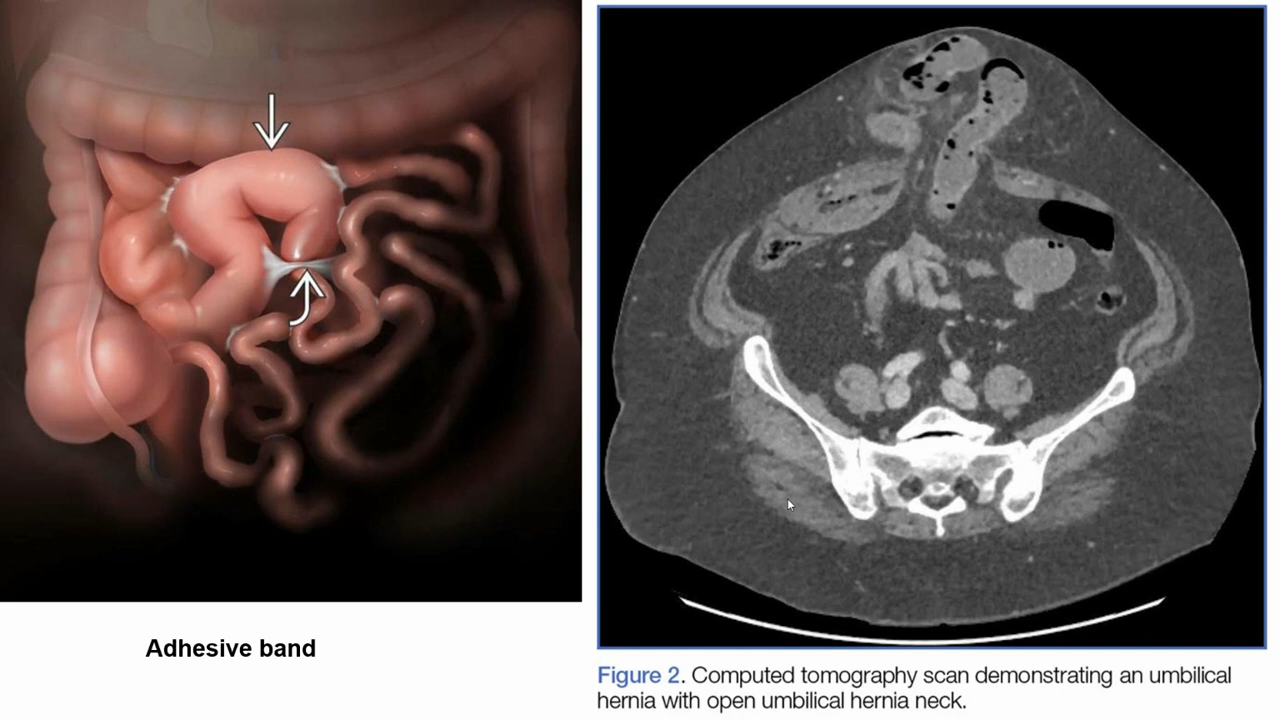 Adhesive band
Figure 2. Computed tomography scan demonstrating an umbilical
hernia with open umbilical hernia neck.